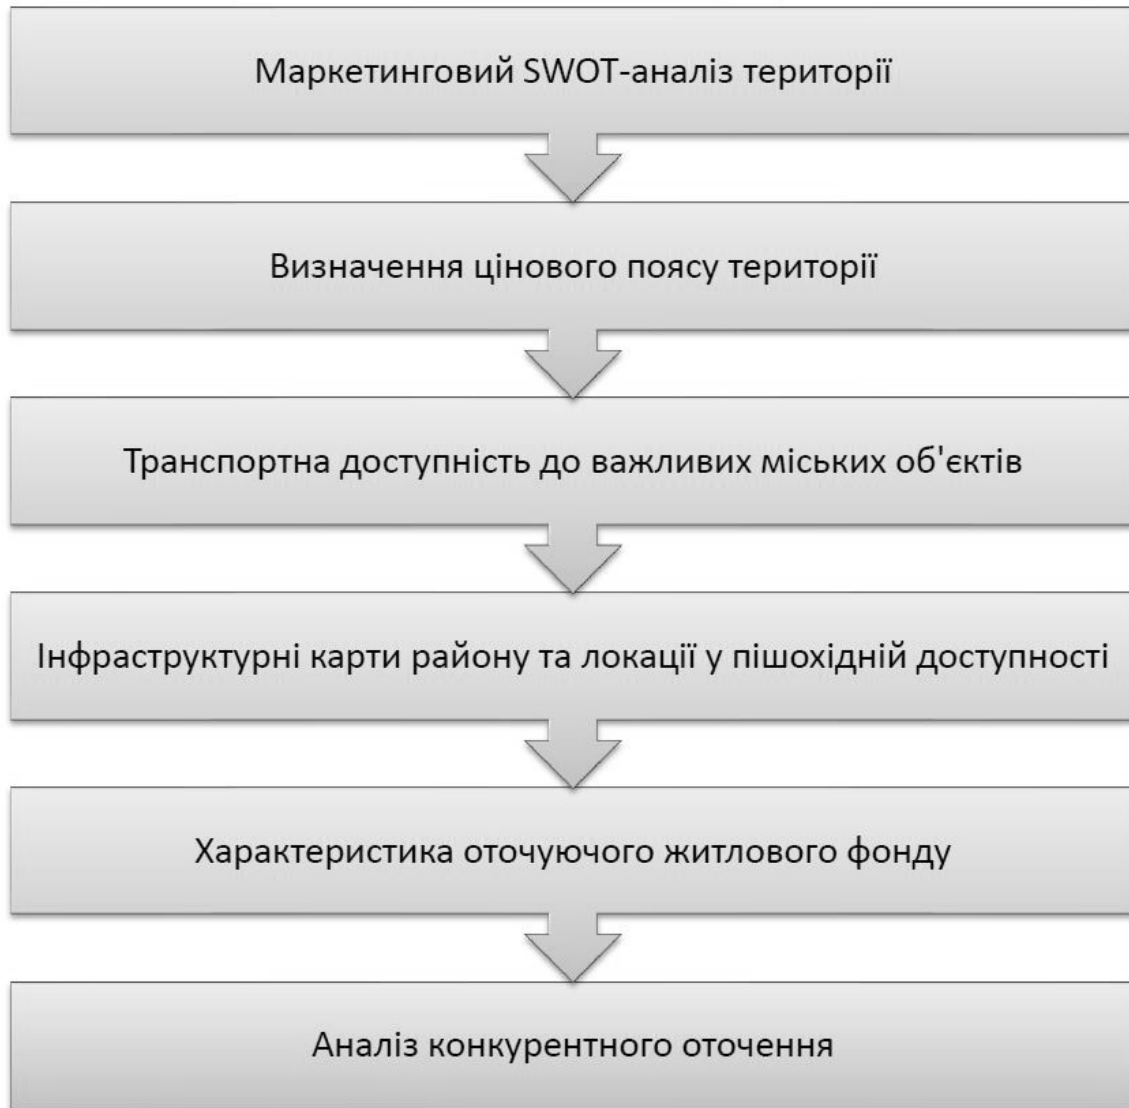 Маркетинговий SWOT-аналіз території
Визначення цінового поясу території
Транспортна доступність до важливих міських об'єктів
Інфраструктурні карти району та локації у пішохідній доступності
Характеристика оточуючого житлового фонду
Аналіз конкурентного оточення